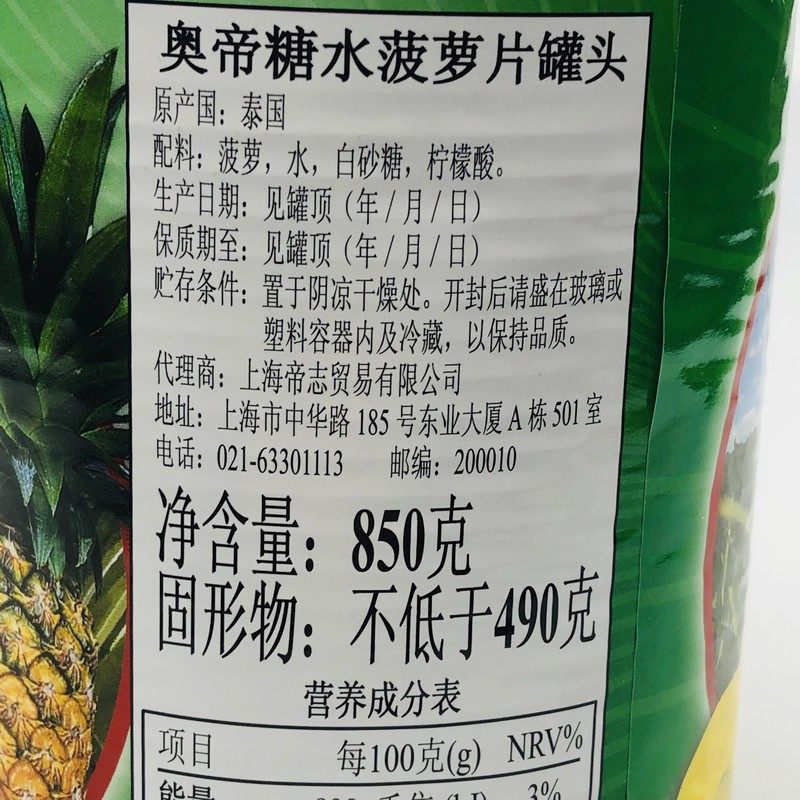 奥帝糖水菠萝片罐头
原产国：泰国
配料：菠萝，水，白砂糖，柠檬酸。
生产日期：见罐顶（年/月/日）
保质期至：见罐顶（年/月/日）
贮存条件：置于阴凉干燥处。开封后请盛在玻璃或
塑料容器内及冷藏，以保持品质。
代理商：上海帝志贸易有限公司
地址：上海市中华路 185 号东业大厦 A 栋 501 室
电话：021-63301113 邮编：200010
净含量：850克
固形物：不低于490克
营养成分表
项目 每100克(g) NRV%
能量 3%